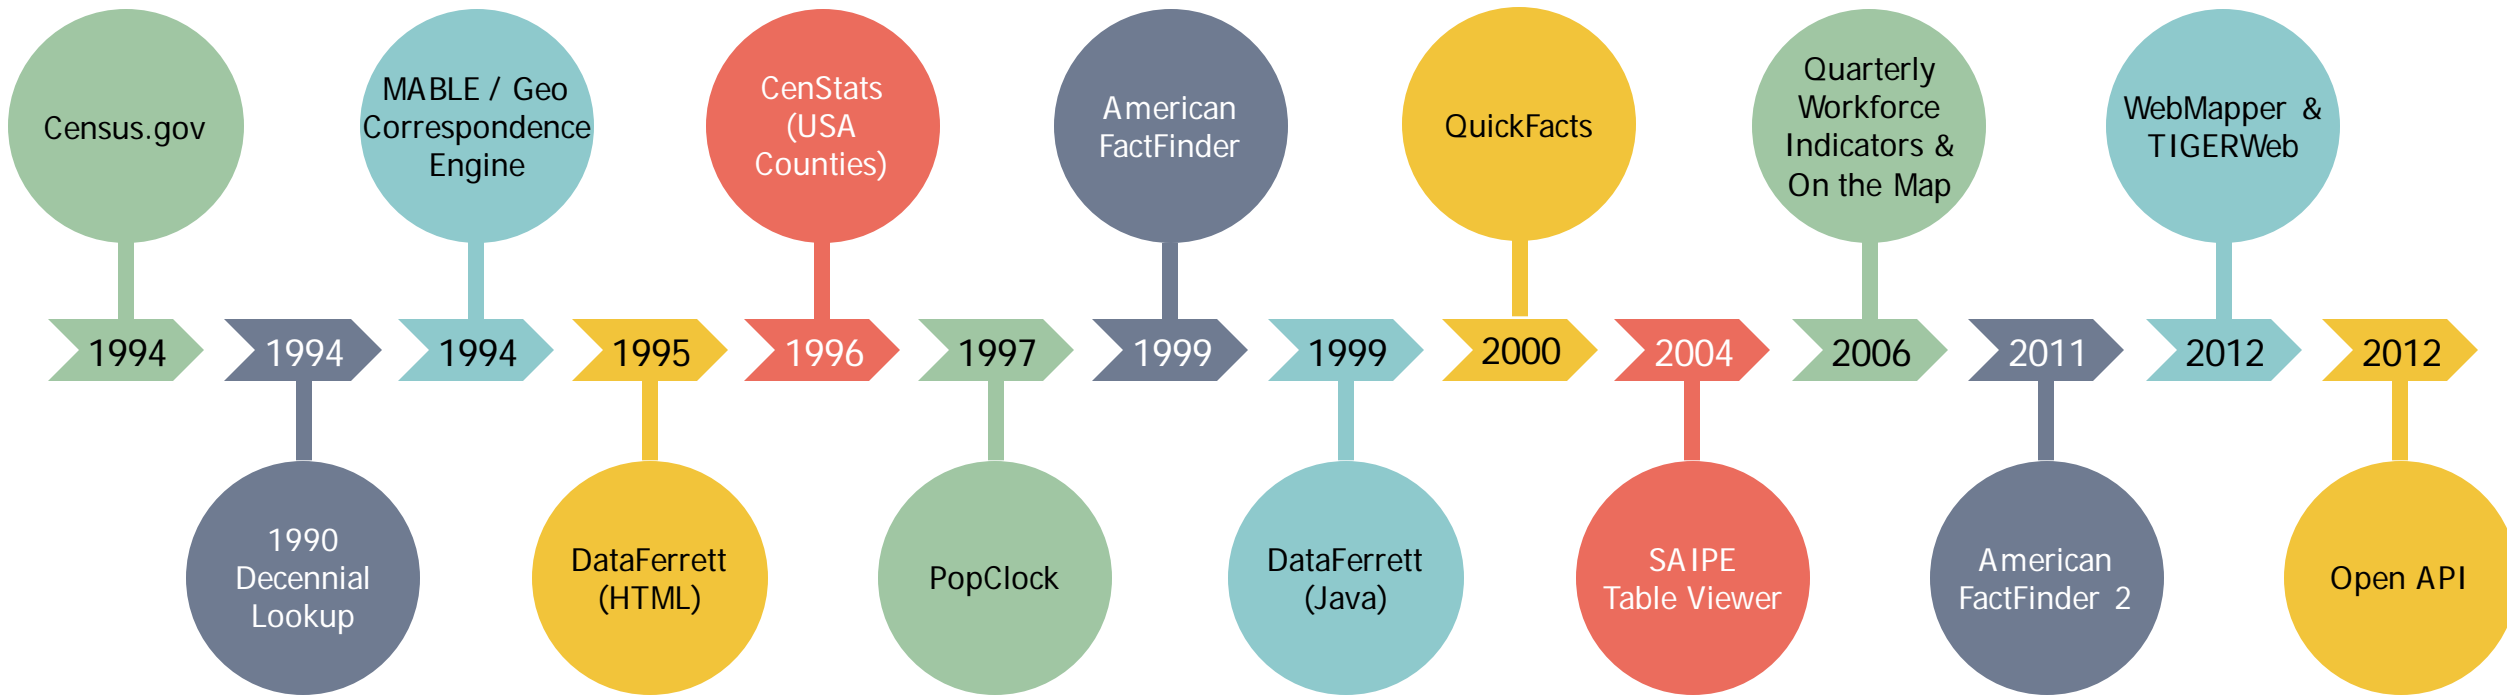 Census.gov
MABLE / Geo
Correspondence
Engine
CenStats
(USA
Counties)
American
FactFinder
QuickFacts
Quarterly
Workforce
Indicators &
On the Map
WebMapper &
TIGERWeb
1994
1994
1994
1995
1996
1997
1999
1999
2000
2004
2006
2011
2012
2012
1990
Decennial
Lookup
DataFerrett
(HTML)
PopClock
DataFerrett
(Java)
SAIPE
Table Viewer
American
FactFinder 2
Open API